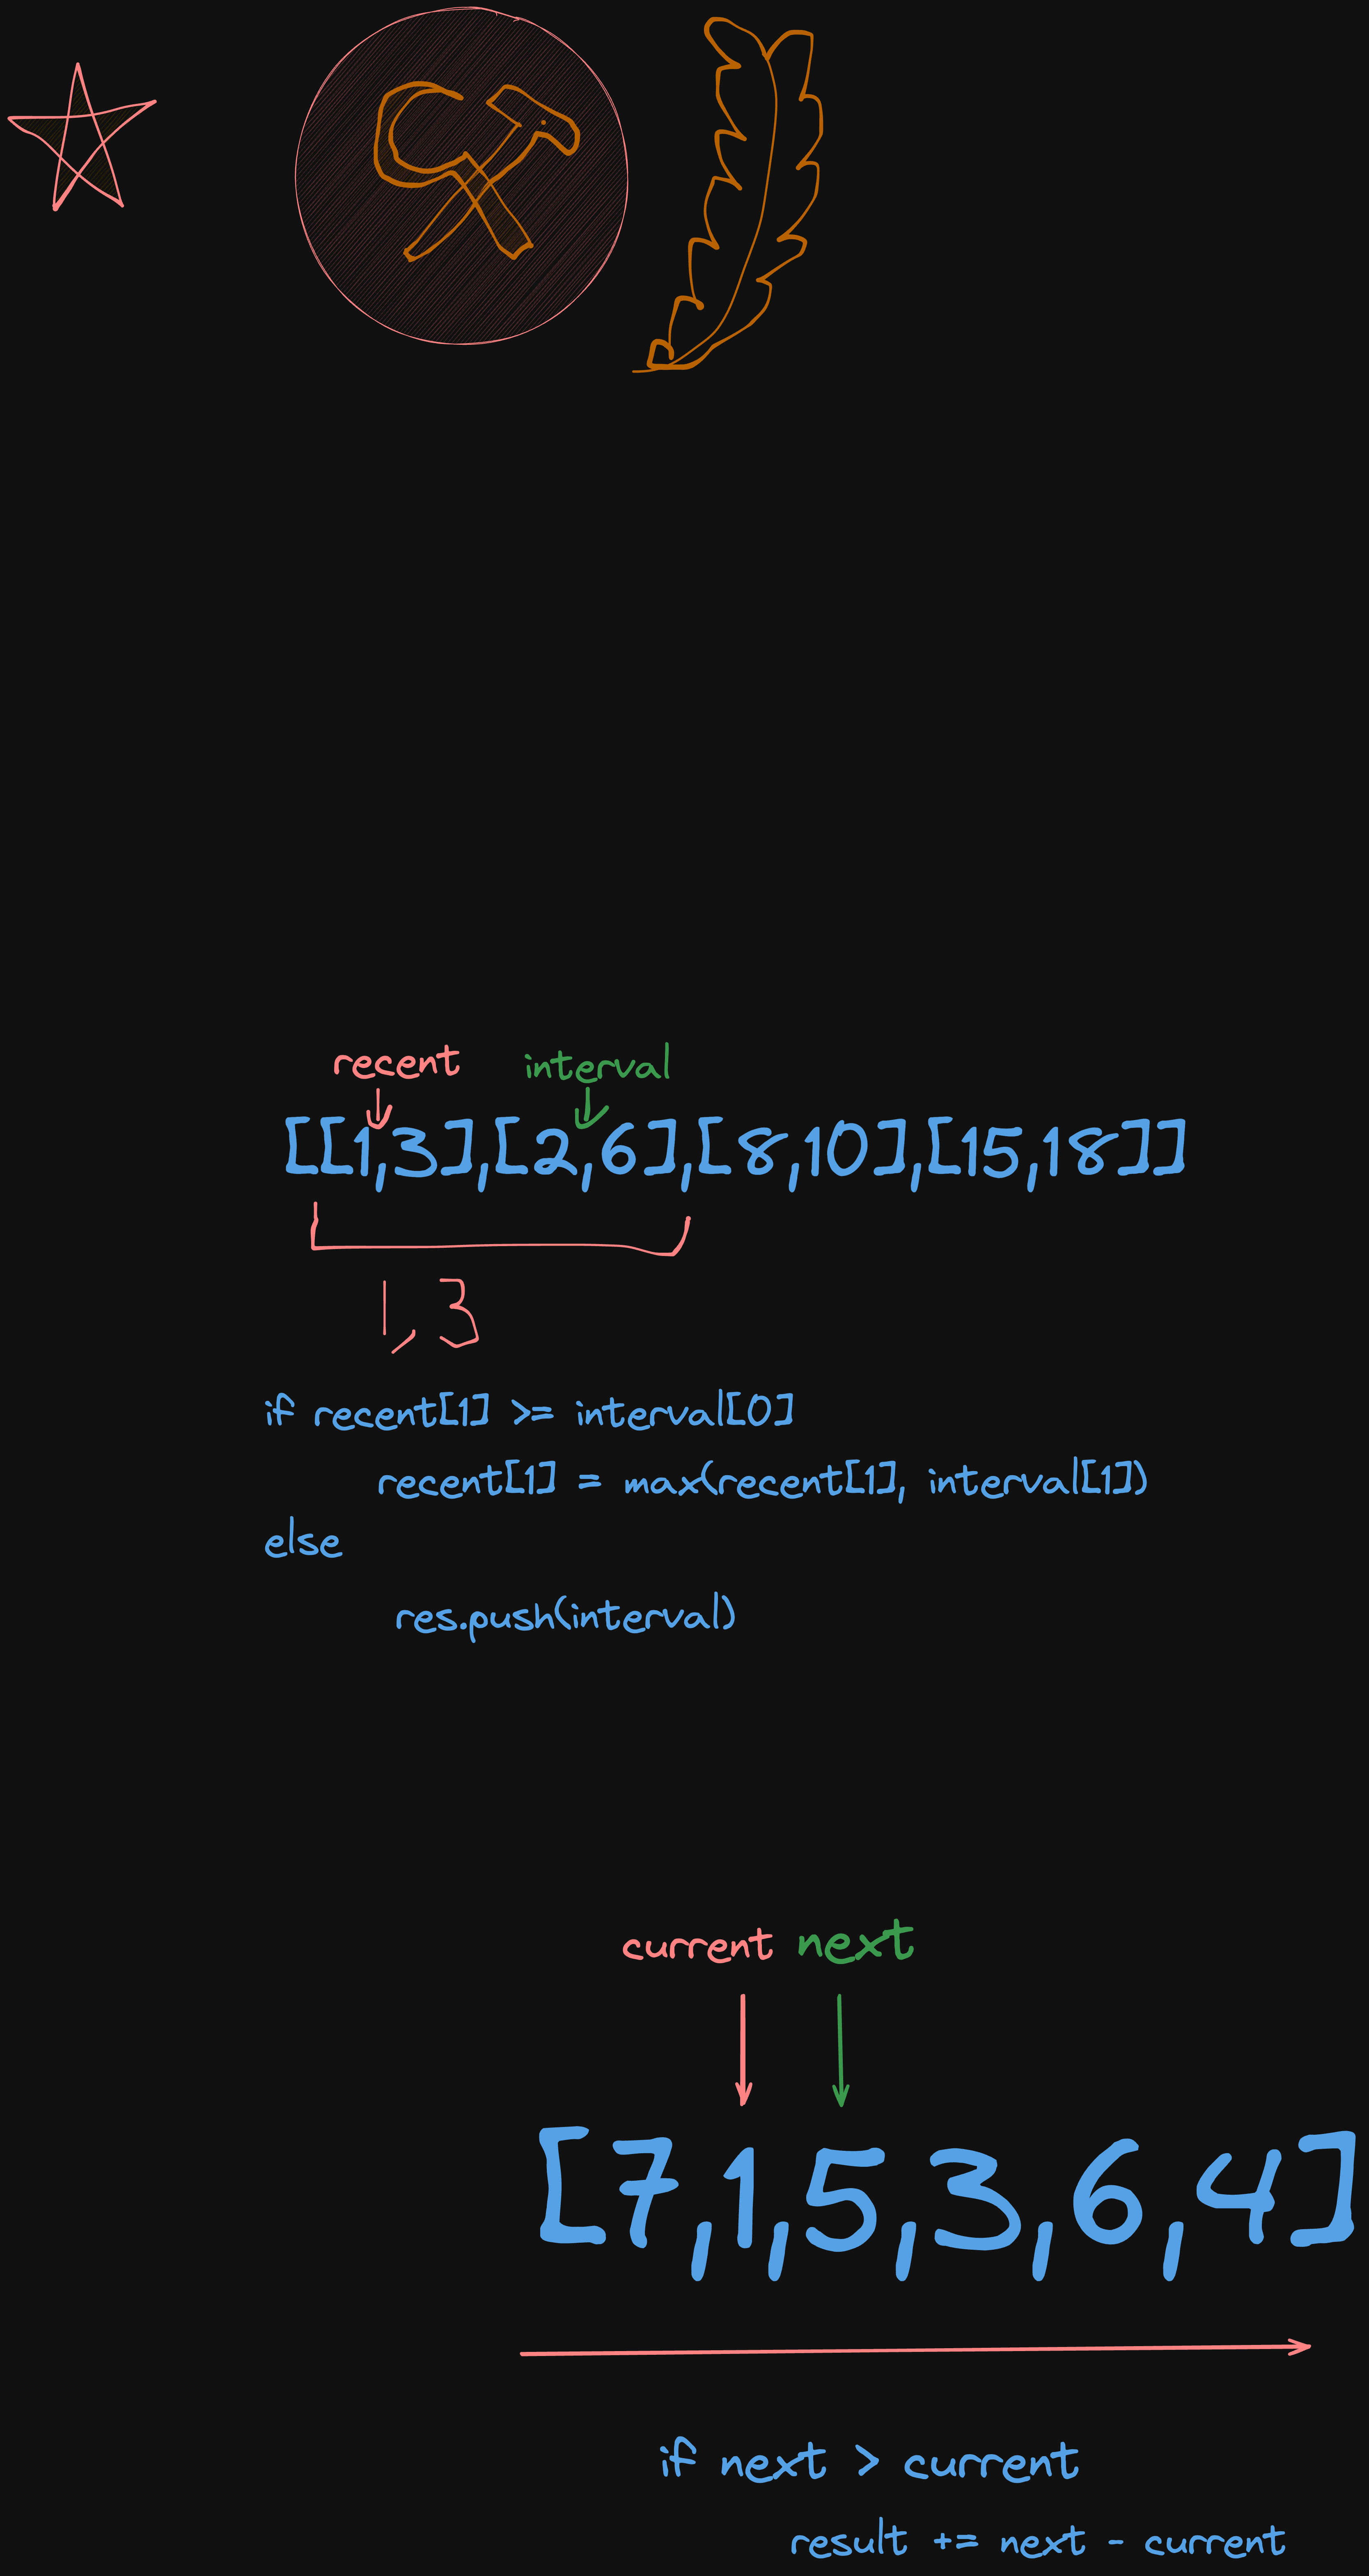 recent interval
[[1,3],[2,6],[8,10],[15,18]]
1, 3
if recent[1] >= interval[0]
recent[1] = max(recent[1], interval[1])
else
res.push(interval)
current next
[7,1,5,3,6,4]
if next > current
result += next - current